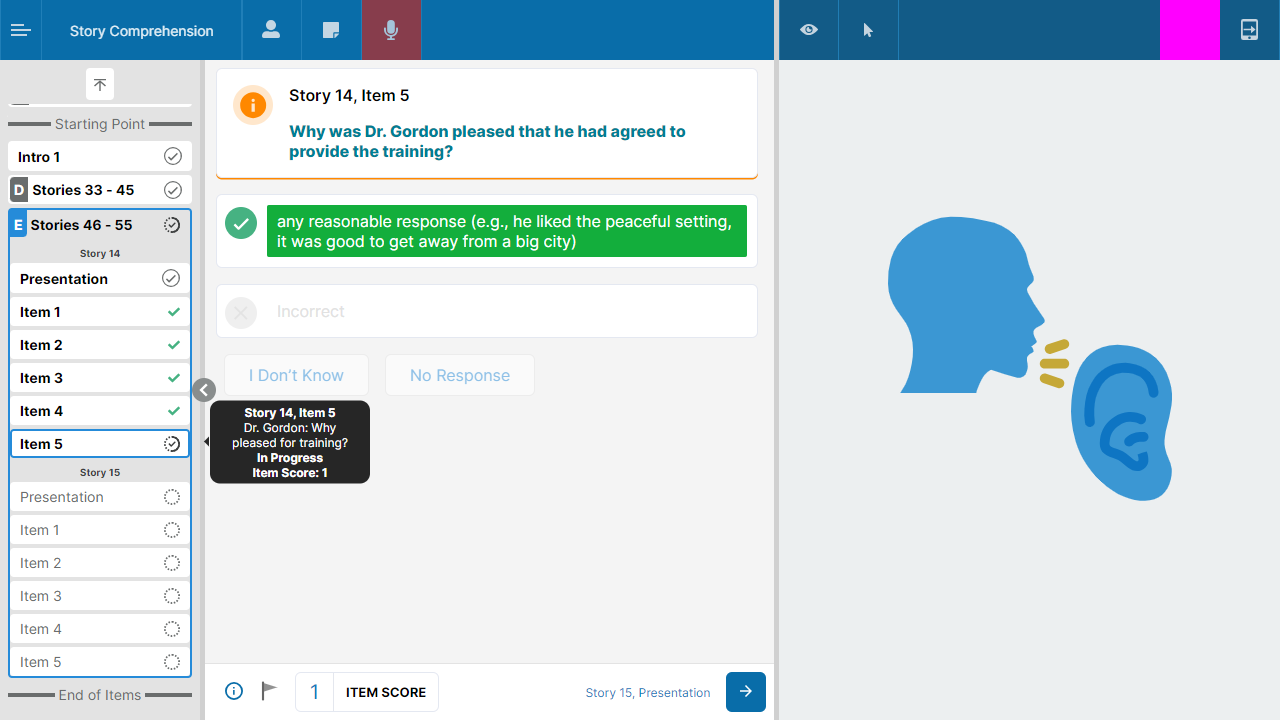 Story Comprehension
Starting Point
Intro 1
D Stories 33 - 45
E Stories 46 - 55
Story 14
Presentation
Item 1
Item 2
Item 3
Item 4
Item 5
Story 15
Presentation
Item 1
Item 2
Item 3
Item 4
Item 5
End of Items
Story 14, Item 5
Why was Dr. Gordon pleased that he had agreed to
provide the training?
any reasonable response (e.g., he liked the peaceful setting,
it was good to get away from a big city)
Incorrect
I Don't Know
No Response
Story 14, Item 5
Dr. Gordon: Why
pleased for training?
In Progress
Item Score: 1
1 ITEM SCORE
Story 15, Presentation